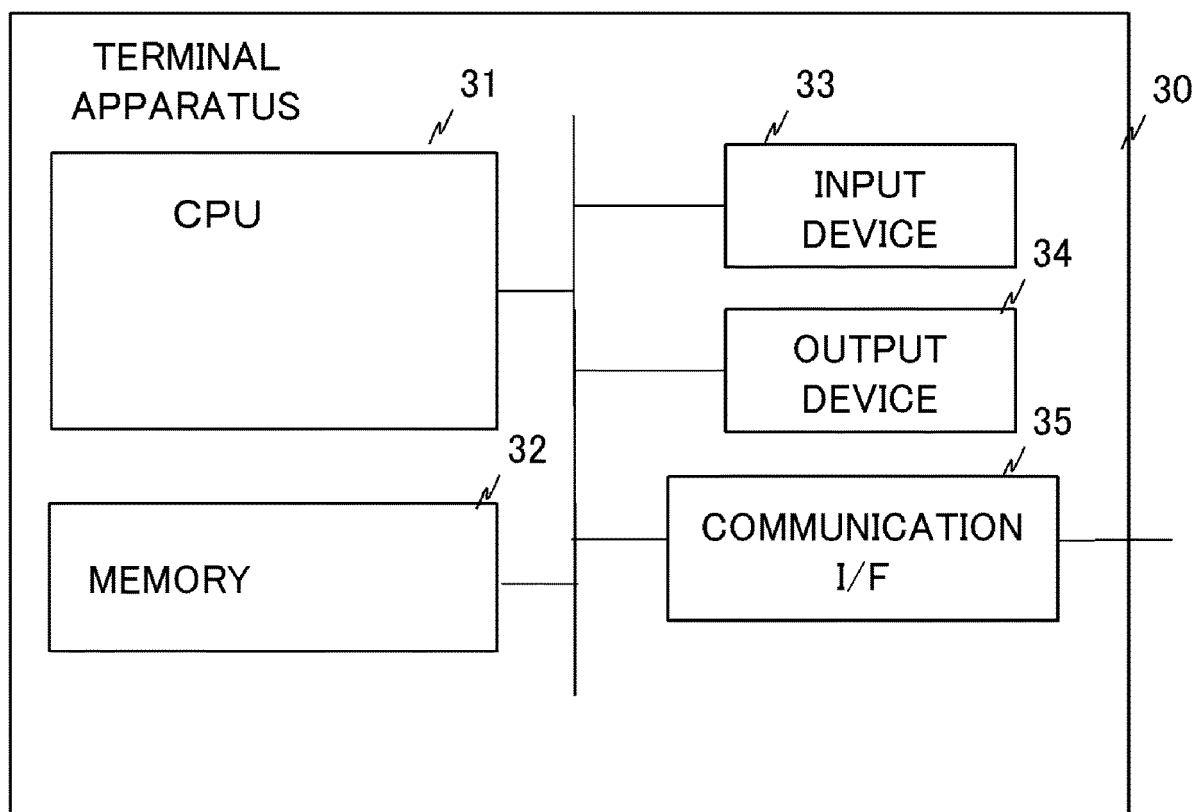 TERMINAL
APPARATUS
31
CPU
32
MEMORY
33
INPUT
DEVICE
34
OUTPUT
DEVICE
35
COMMUNICATION
I/F
30